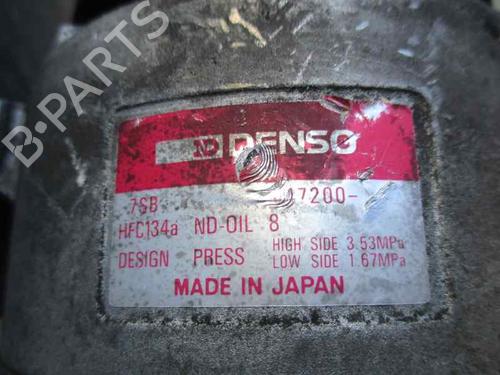 B-PARTS
ND DENSO
7SB 47200-
HFC134a ND-OIL 8
DESIGN PRESS HIGH SIDE 3.53MPa
LOW SIDE 1.67MPa
MADE IN JAPAN